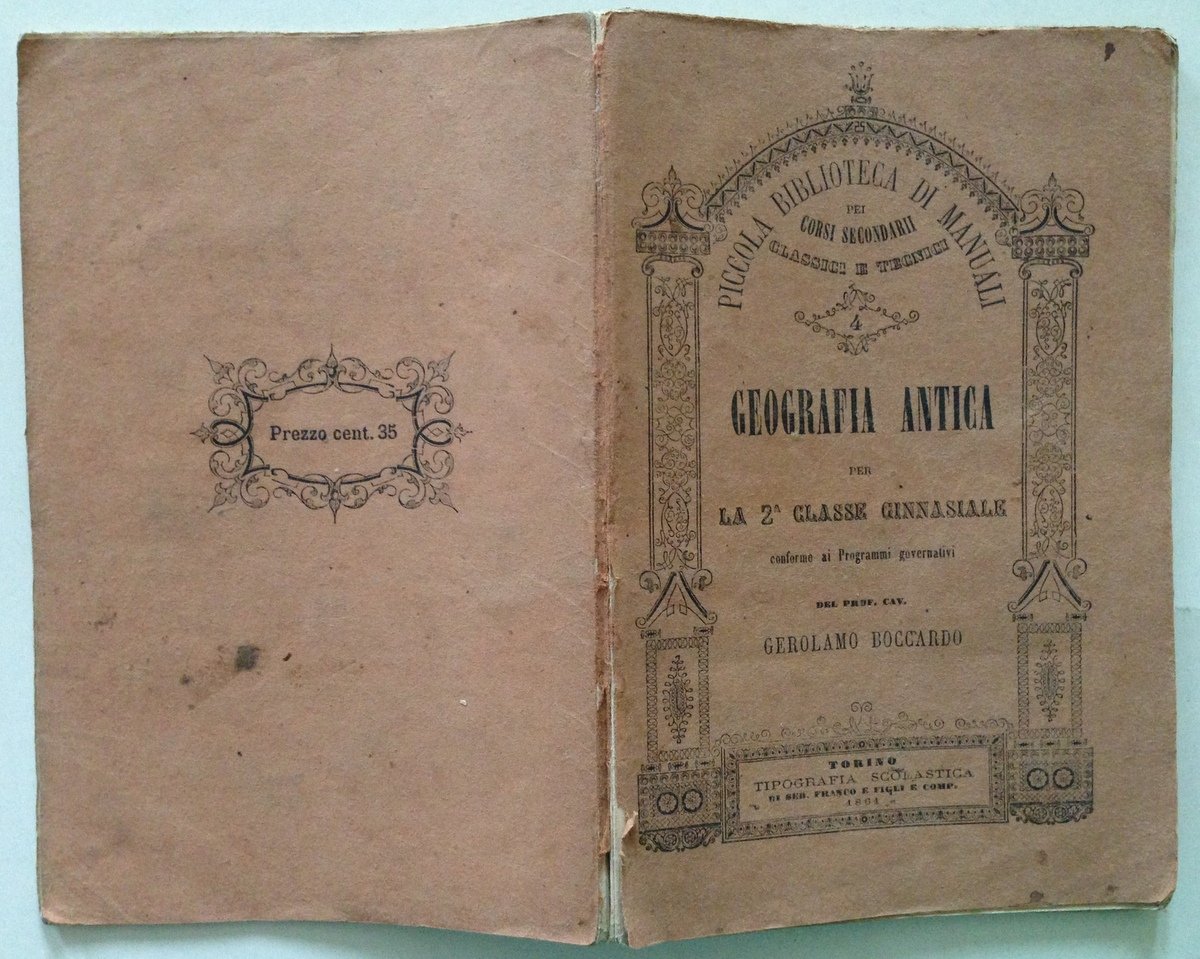 Prezzo cent. 35
PICCOLA BIBLIOTECA DI MANUALI
PEI
CORSI SECONDARII
CLASSICI E TECNICI
4
GEOGRAFIA ANTICA
PER
LA 2ᴬ CLASSE GINNASIALE
conforme ai Programmi governativi
DEL PROF. CAV.
GEROLAMO BOCCARDO
TORINO
TIPOGRAFIA SCOLASTICA
DI SEB. FRANCO E FIGLI E COMP.
1861